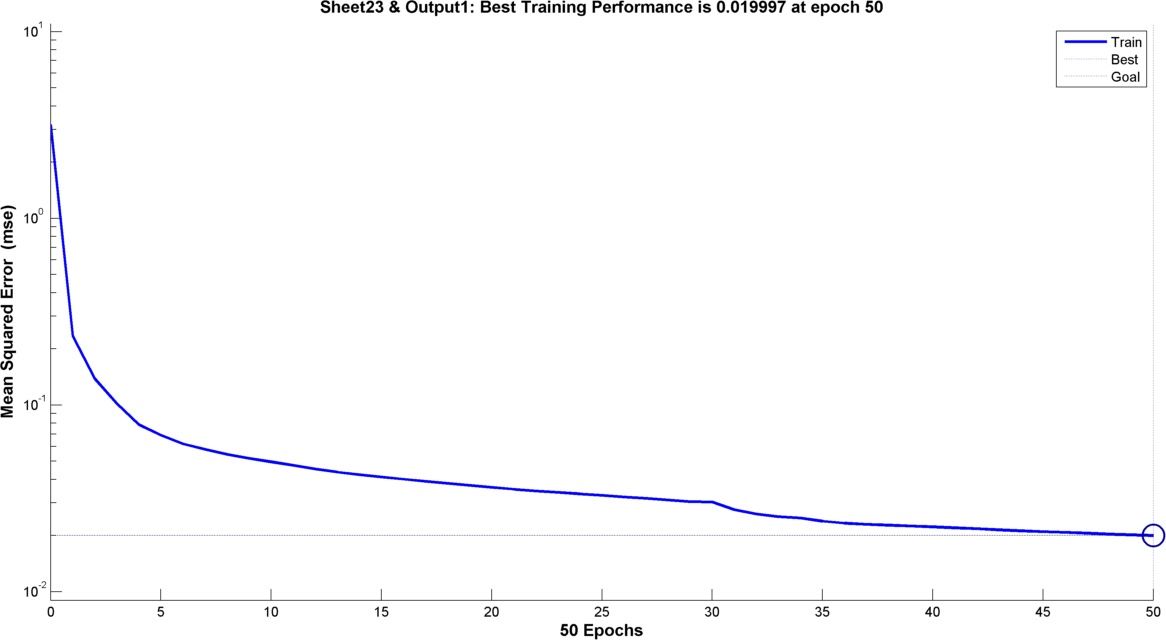 Sheet23 & Output1: Best Training Performance is 0.019997 at epoch 50
10^1
10^0
10^-1
10^-2
Mean Squared Error (mse)
Train
Best
Goal
0 5 10 15 20 25 30 35 40 45 50
50 Epochs